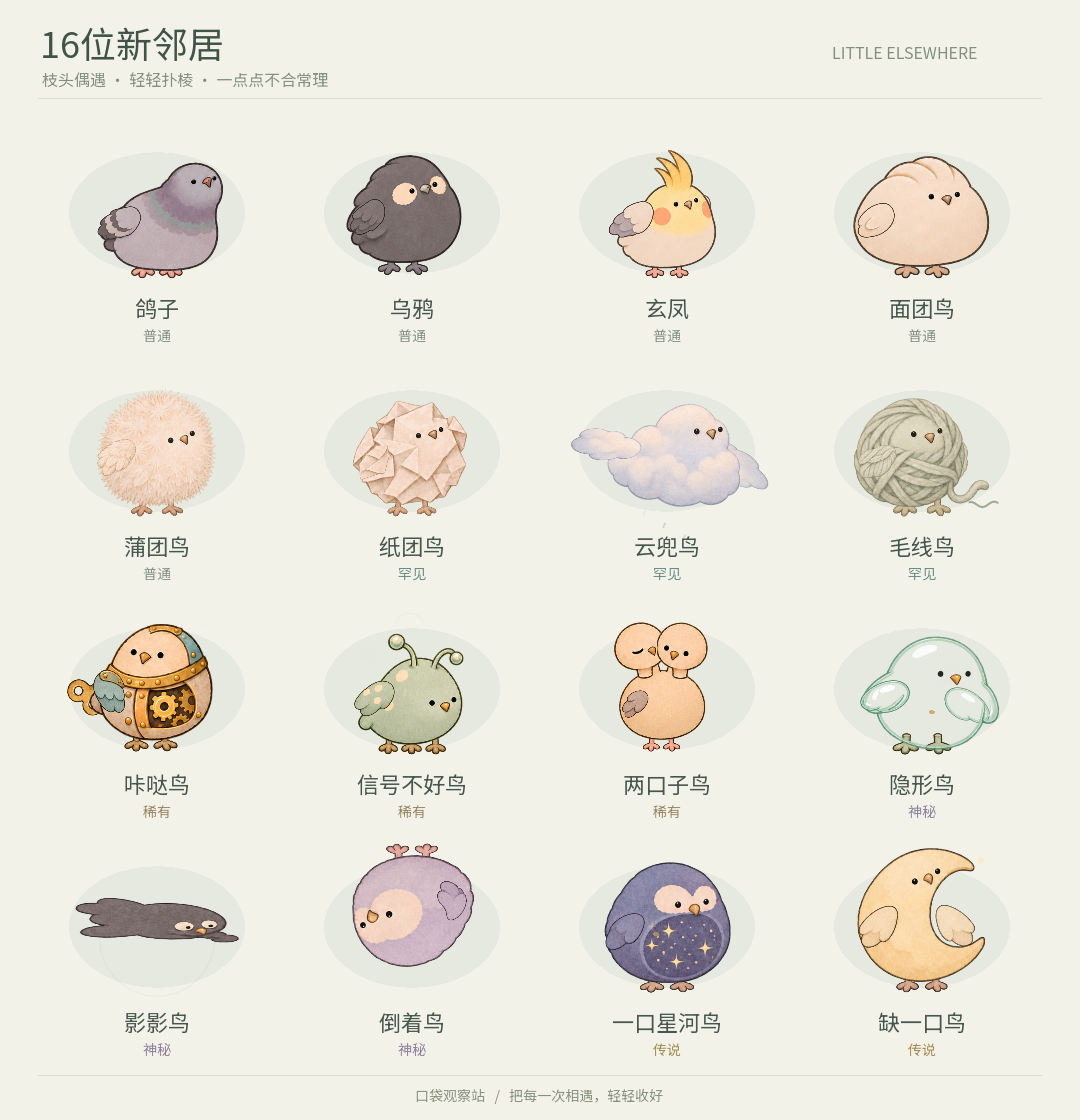 16位新邻居
LITTLE ELSEWHERE
枝头偶遇 · 轻轻扑棱 · 一点点不合常理
鸽子
普通
乌鸦
普通
玄凤
普通
面团鸟
普通
蒲团鸟
普通
纸团鸟
罕见
云兜鸟
罕见
毛线鸟
罕见
咔哒鸟
稀有
信号不好鸟
稀有
两口子鸟
稀有
隐形鸟
神秘
影影鸟
神秘
倒着鸟
神秘
一口星河鸟
传说
缺一口鸟
传说
口袋观察站 / 把每一次相遇，轻轻收好